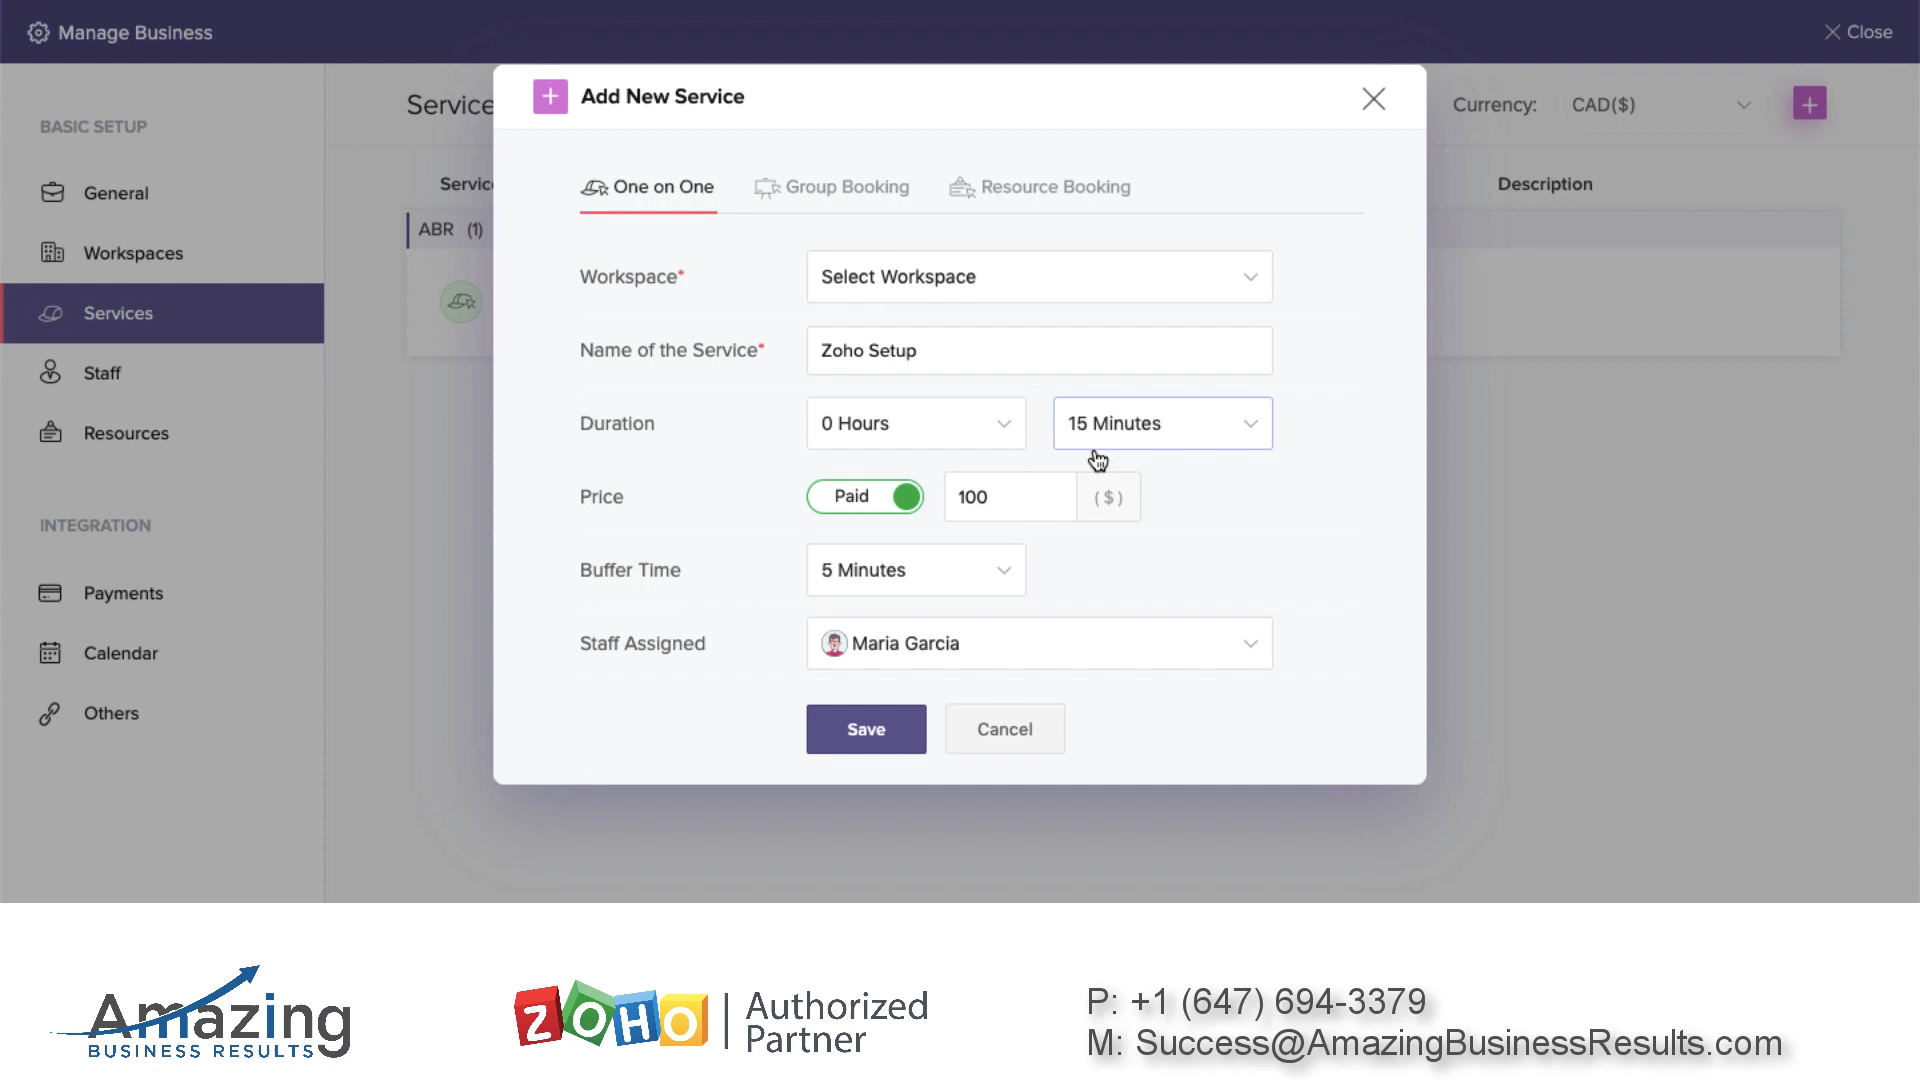 Manage Business
Close
BASIC SETUP
General
Workspaces
Services
Staff
Resources
INTEGRATION
Payments
Calendar
Others
Service
Currency: CAD($)
Servic
Description
ABR (1)
Add New Service
One on One
Group Booking
Resource Booking
Workspace*
Select Workspace
Name of the Service*
Zoho Setup
Duration
0 Hours
15 Minutes
Price
Paid
100
($)
Buffer Time
5 Minutes
Staff Assigned
Maria Garcia
Save
Cancel
Amazing
BUSINESS RESULTS
ZOHO
Authorized
Partner
P: +1 (647) 694-3379
M: Success@AmazingBusinessResults.com